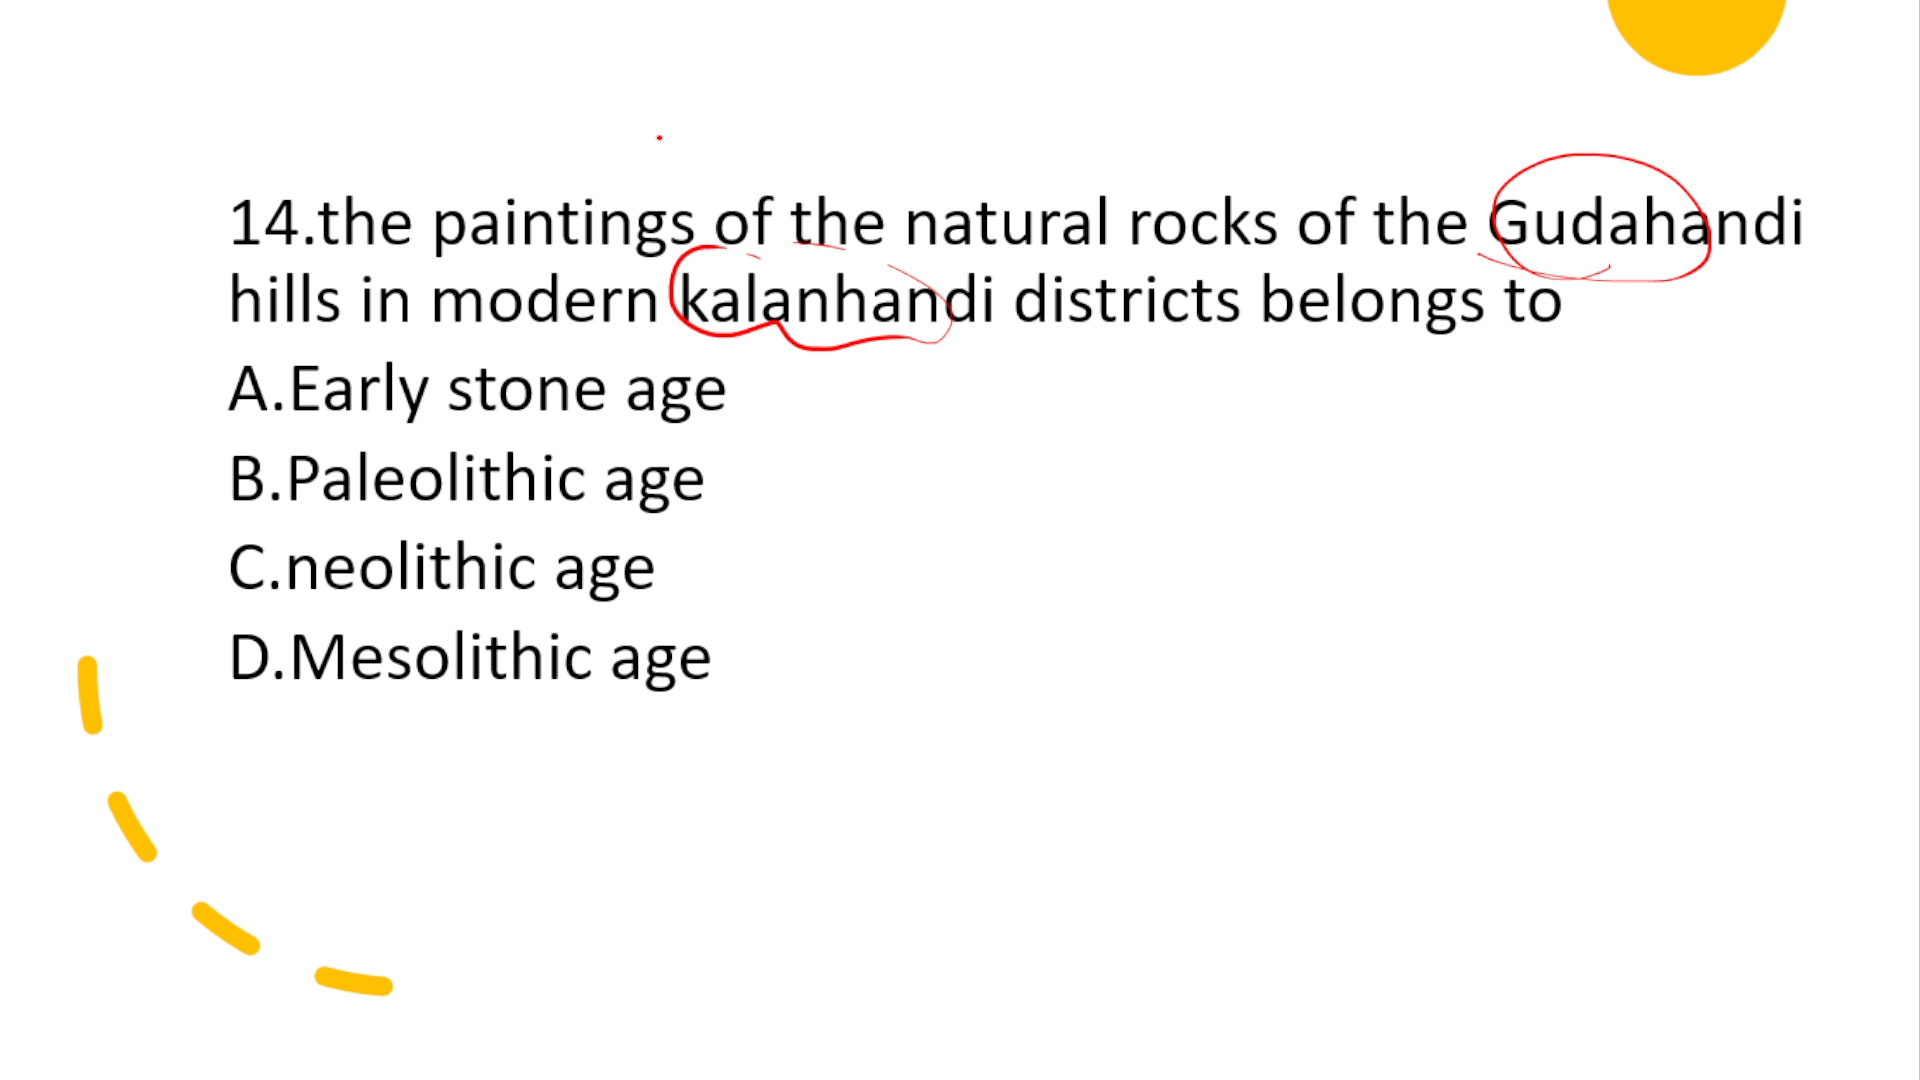 14.the paintings of the natural rocks of the Gudahandi
hills in modern kalanhandi districts belongs to
A.Early stone age
B.Paleolithic age
C.neolithic age
D.Mesolithic age